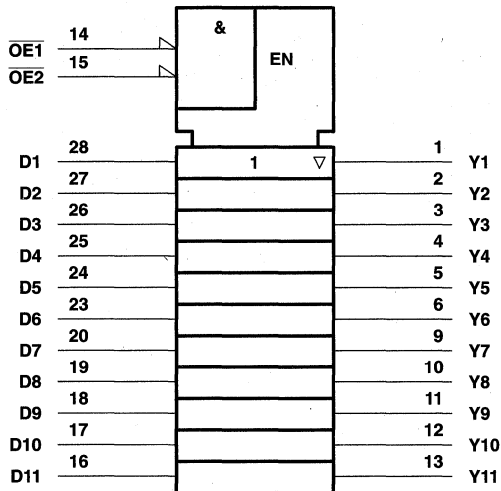 &
EN
OE1 14
OE2 15
D1 28 1 ▽ 1 Y1
D2 27 2 Y2
D3 26 3 Y3
D4 25 4 Y4
D5 24 5 Y5
D6 23 6 Y6
D7 20 9 Y7
D8 19 10 Y8
D9 18 11 Y9
D10 17 12 Y10
D11 16 13 Y11